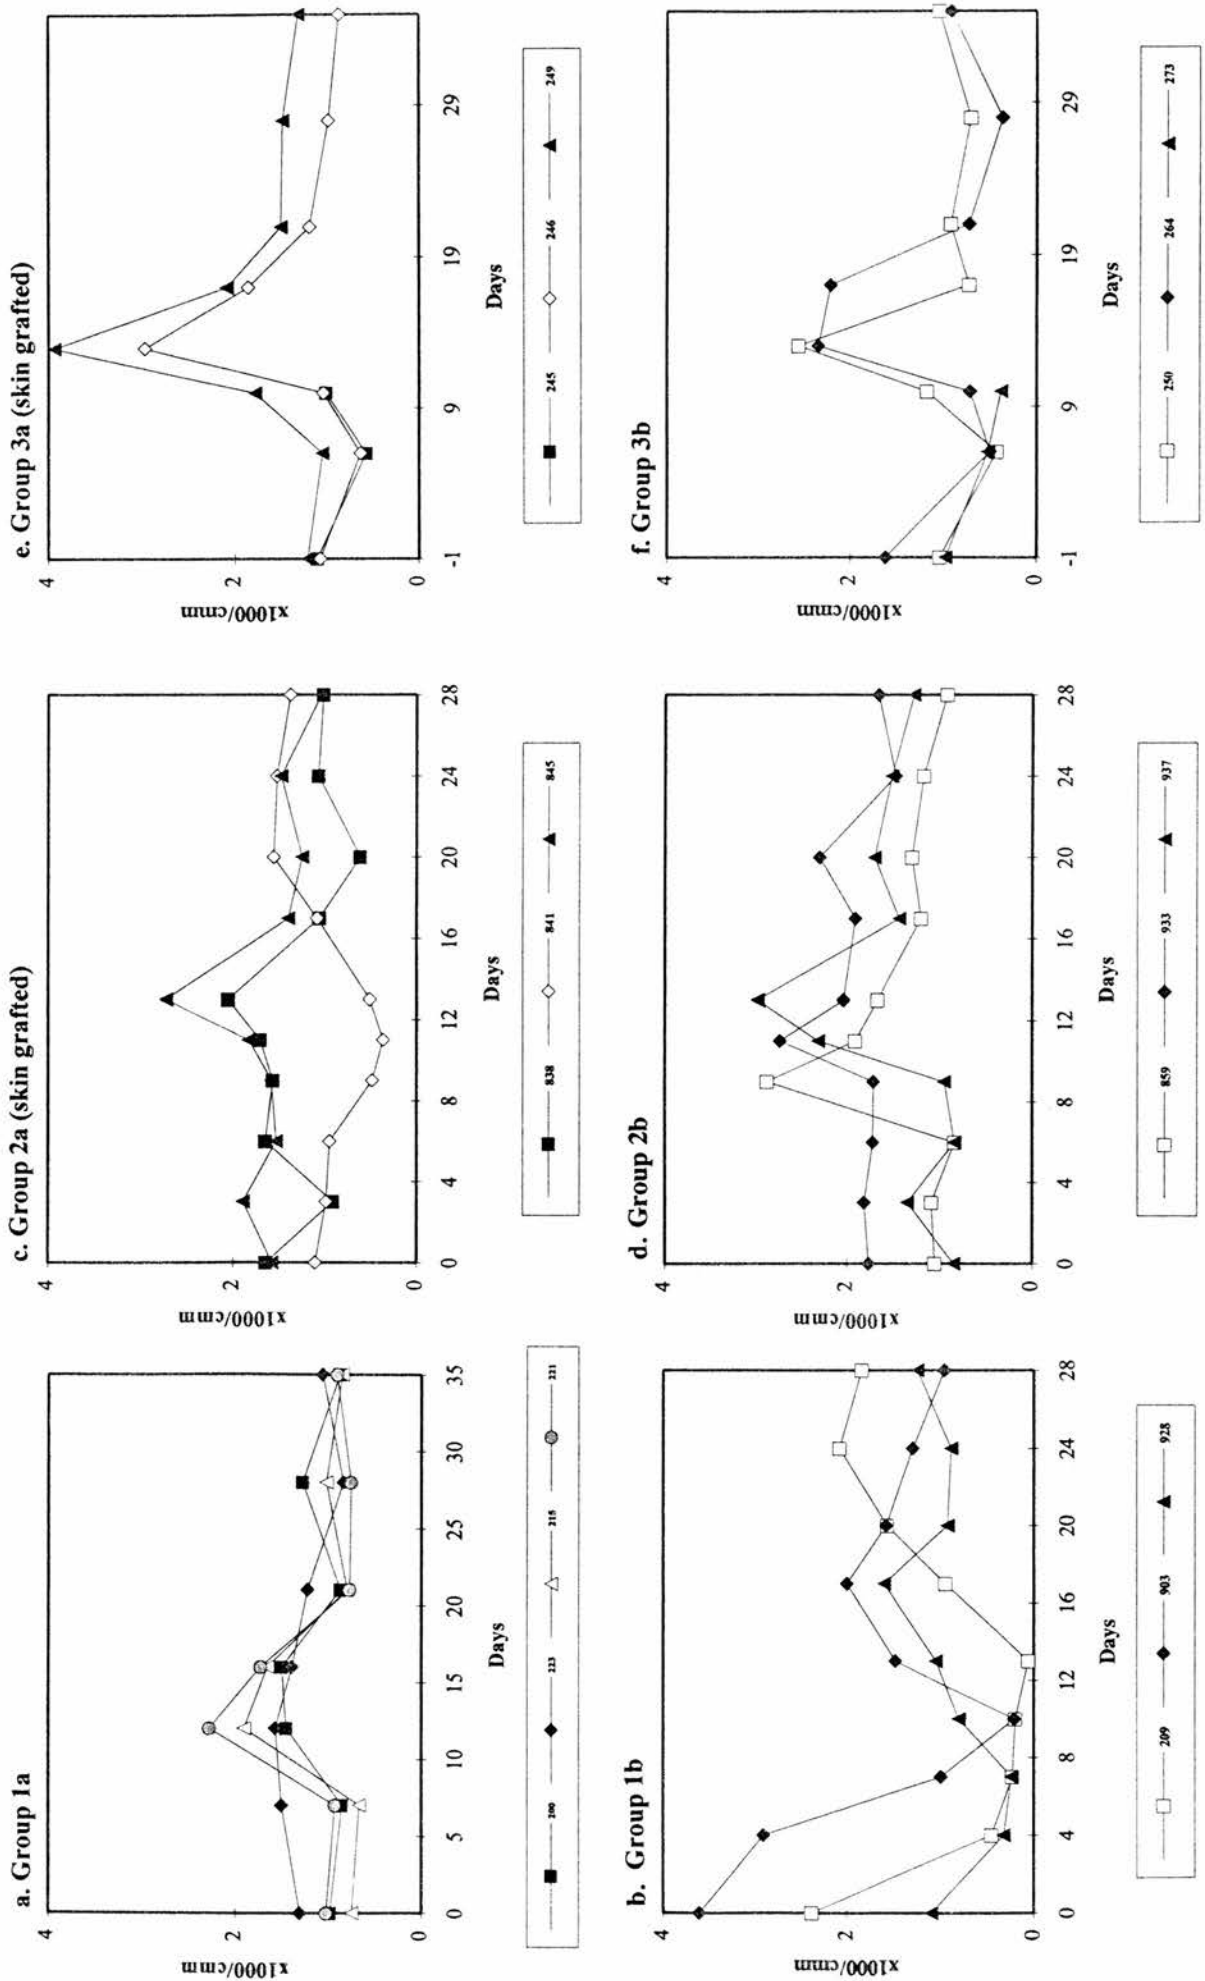 a. Group 1a
x1000/cmm
4
2
0
0 5 10 15 20 25 30 35
Days
200 223 215 221
b. Group 1b
x1000/cmm
4
2
0
0 4 8 12 16 20 24 28
Days
209 903 928
c. Group 2a (skin grafted)
x1000/cmm
4
2
0
0 4 8 12 16 20 24 28
Days
838 841 845
d. Group 2b
x1000/cmm
4
2
0
0 4 8 12 16 20 24 28
Days
859 933 937
e. Group 3a (skin grafted)
x1000/cmm
4
2
0
-1 9 19 29
Days
245 246 249
f. Group 3b
x1000/cmm
4
2
0
-1 9 19 29
Days
250 264 273